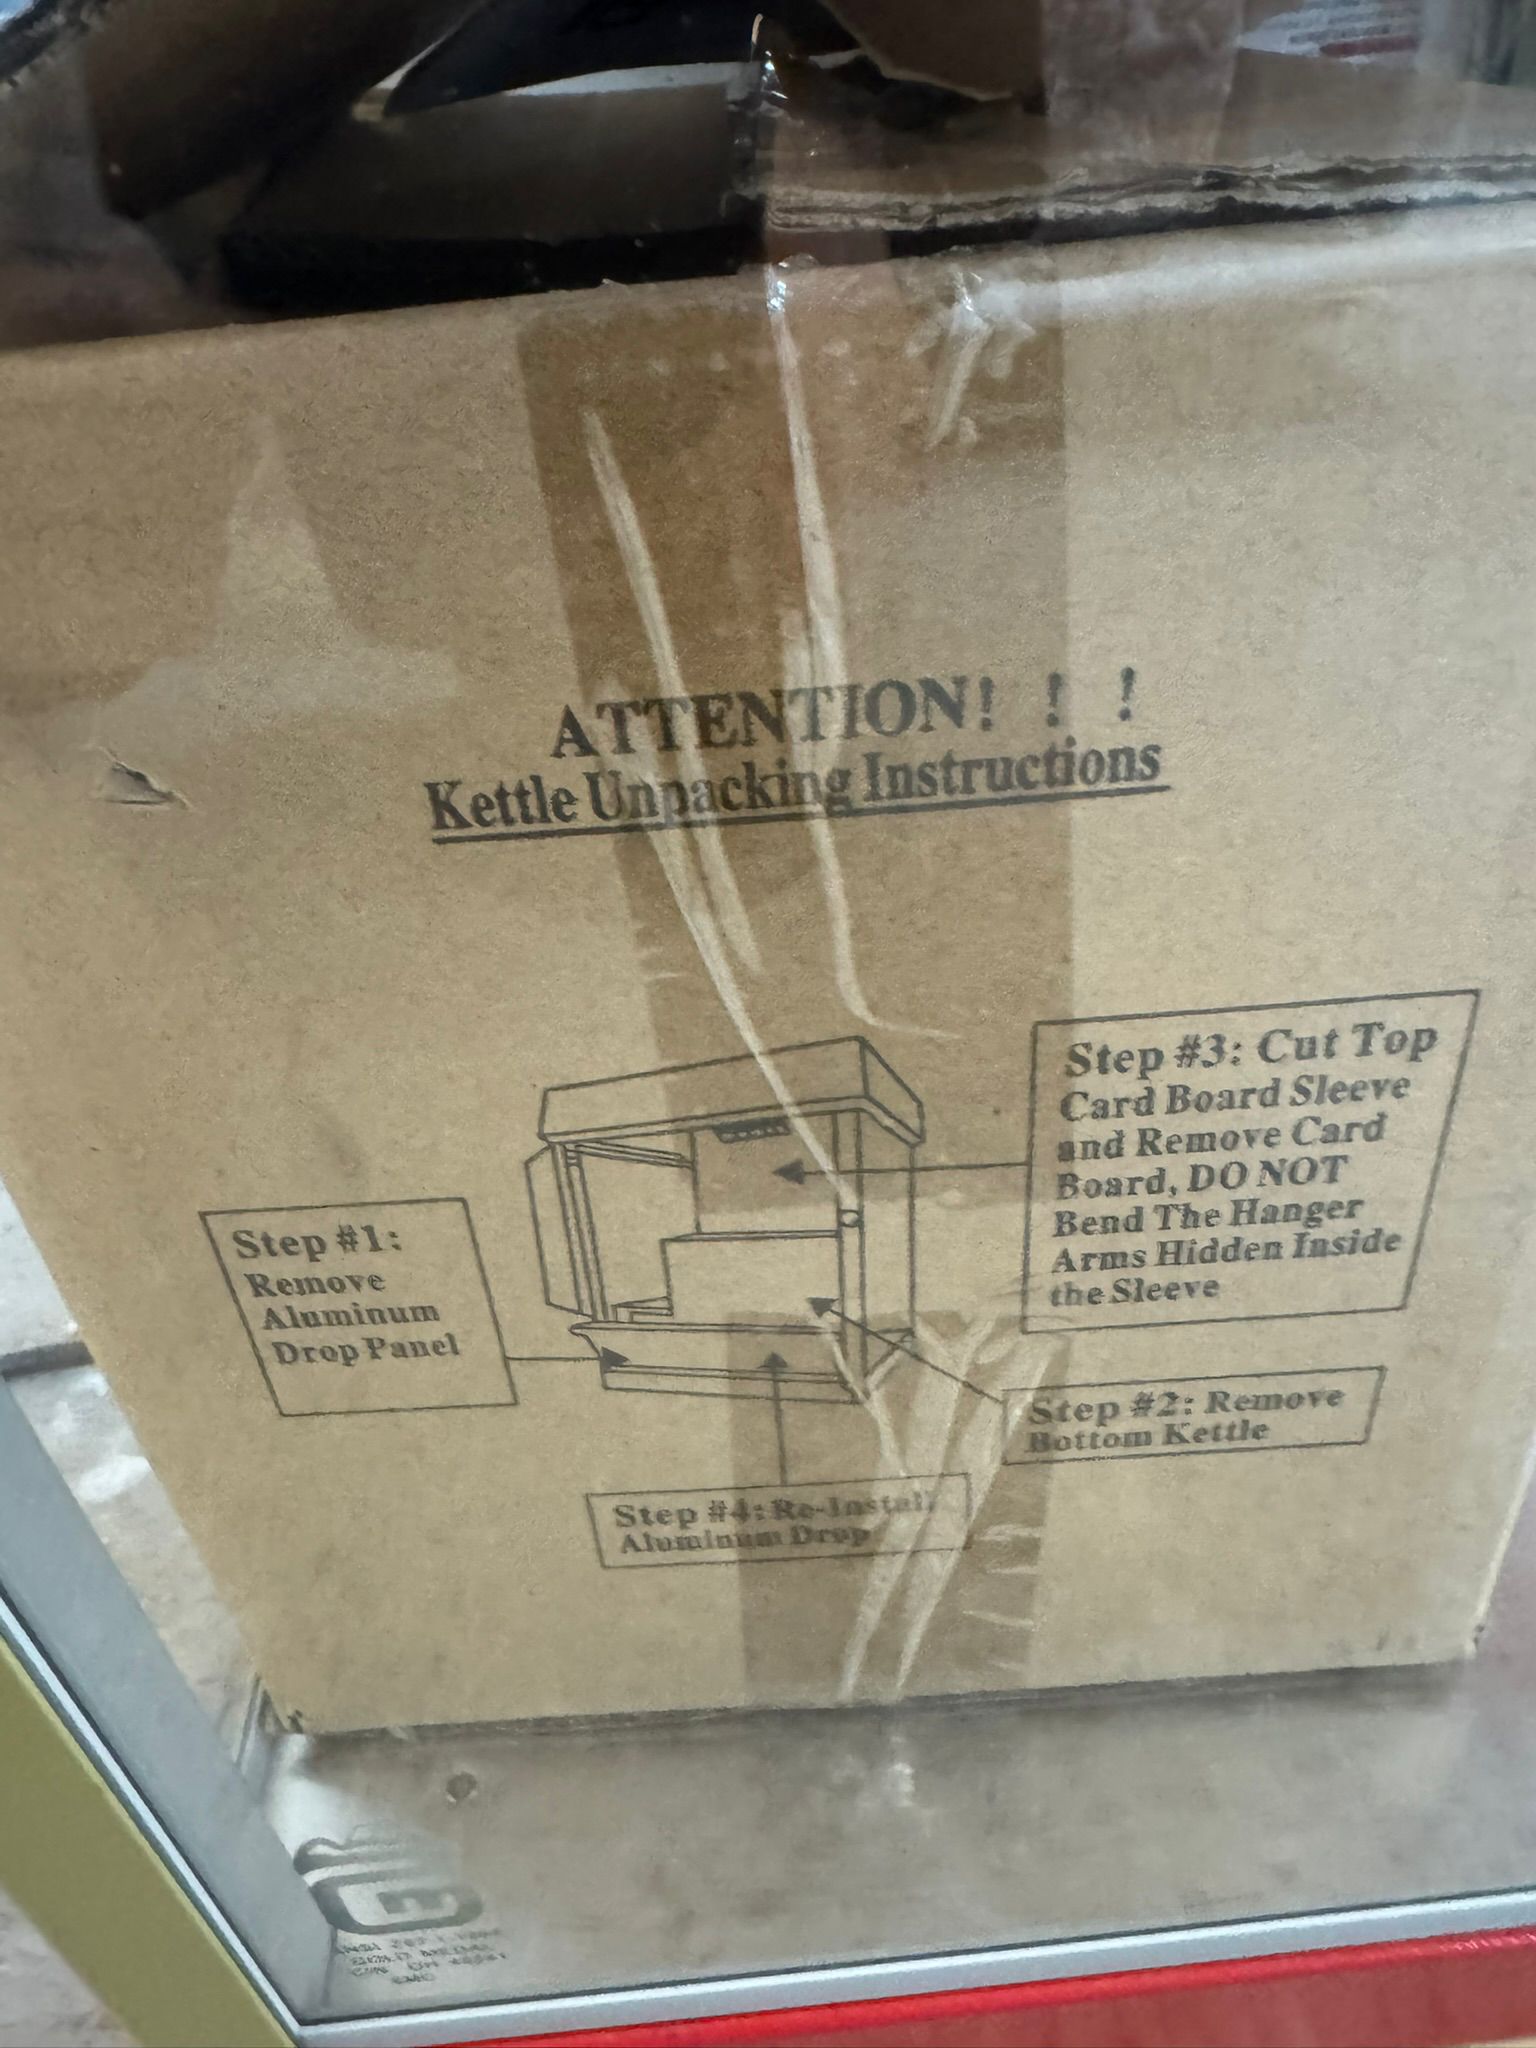 ATTENTION! ! !
Kettle Unpacking Instructions
Step #3: Cut Top
Card Board Sleeve
and Remove Card
Board, DO NOT
Bend The Hanger
Arms Hidden Inside
the Sleeve
Step #1:
Remove
Aluminum
Drop Panel
Step #2: Remove
Bottom Kettle
Step #4: Re-Install
Aluminum Drop